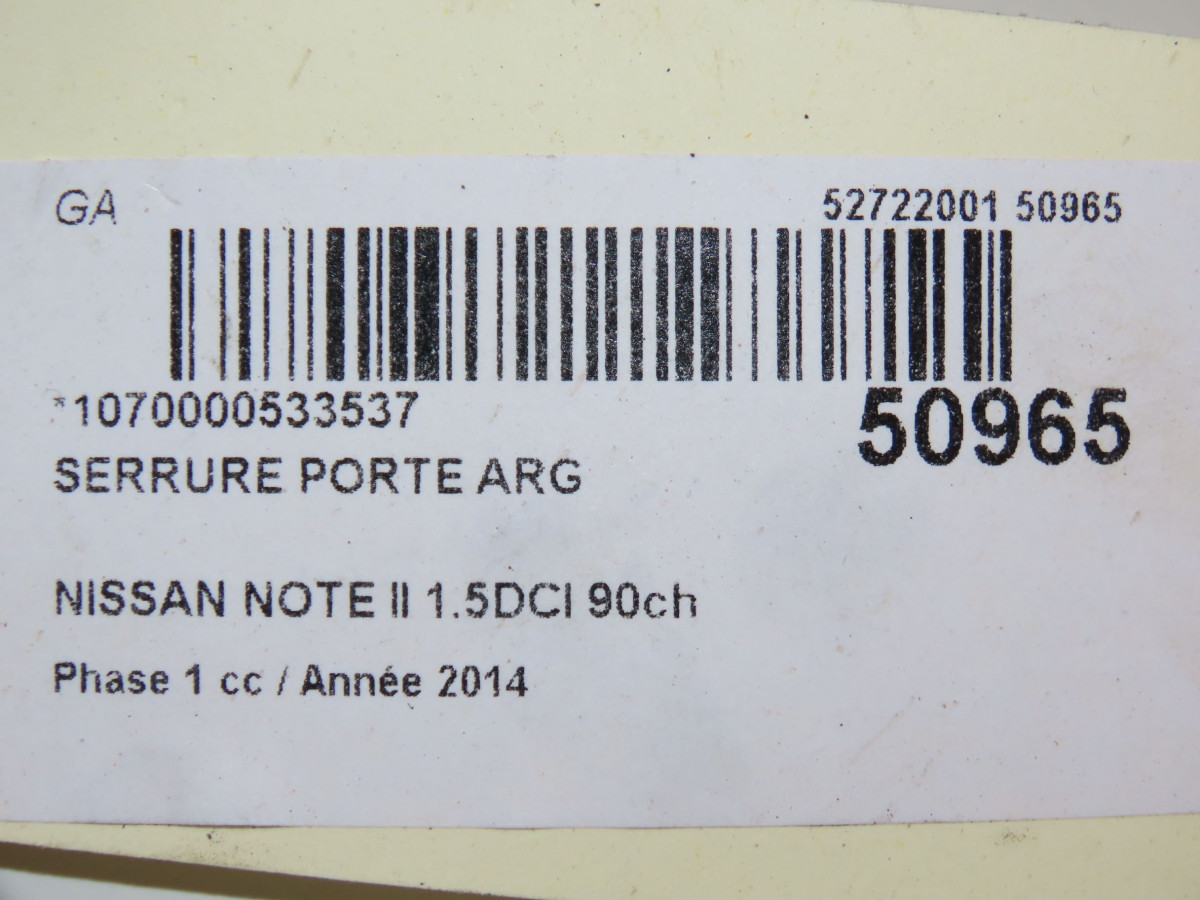 GA
52722001 50965
*1070000533537
50965
SERRURE PORTE ARG
NISSAN NOTE II 1.5DCI 90ch
Phase 1 cc / Année 2014